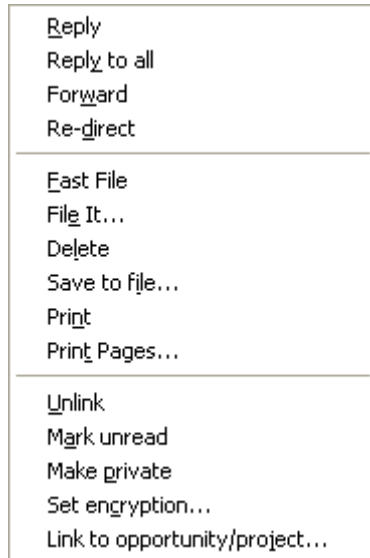 Reply
Reply to all
Forward
Re-direct
Fast File
File It...
Delete
Save to file...
Print
Print Pages...
Unlink
Mark unread
Make private
Set encryption...
Link to opportunity/project...